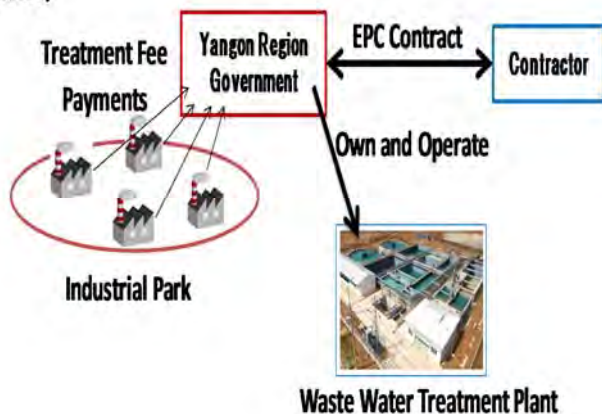 Treatment Fee
Payments
Yangon Region
Government
EPC Contract
Contractor
Own and Operate
Industrial Park
Waste Water Treatment Plant